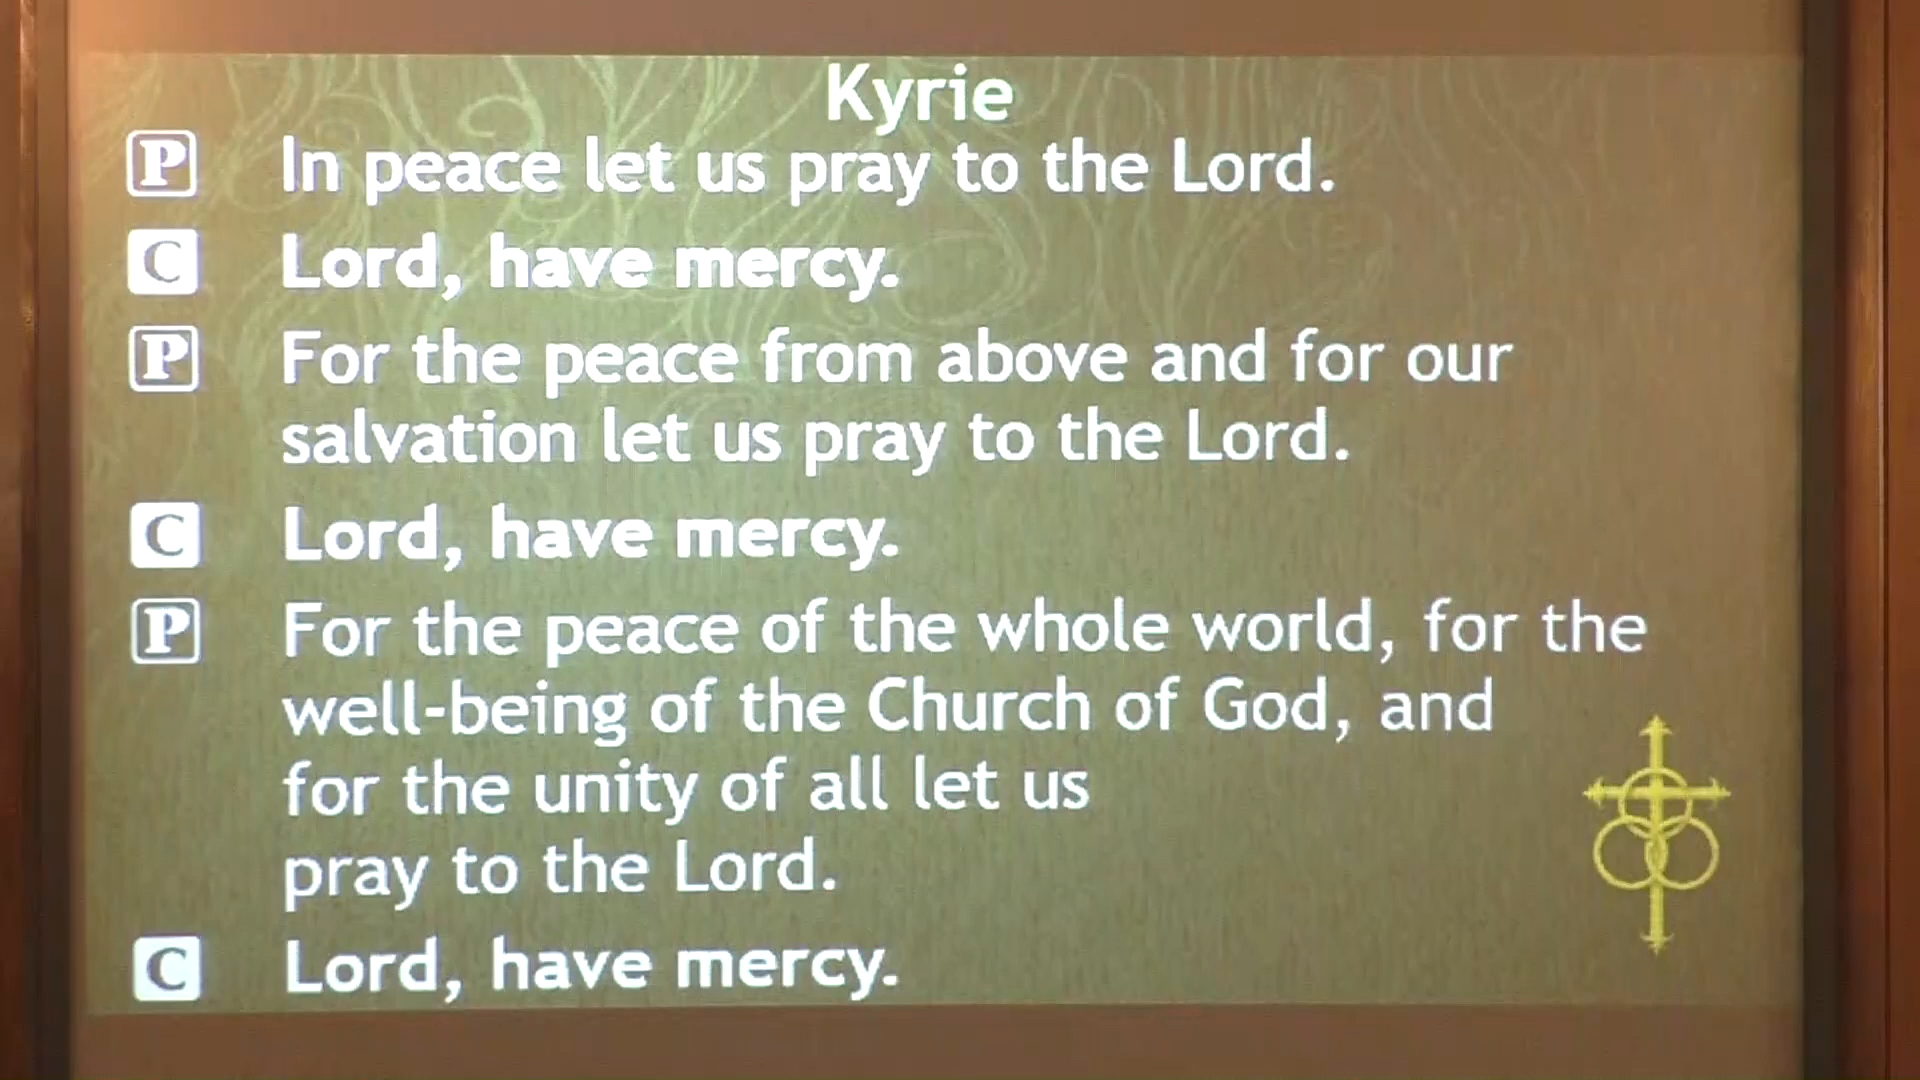 Kyrie
P In peace let us pray to the Lord.
C Lord, have mercy.
P For the peace from above and for our
salvation let us pray to the Lord.
C Lord, have mercy.
P For the peace of the whole world, for the
well-being of the Church of God, and
for the unity of all let us
pray to the Lord.
C Lord, have mercy.